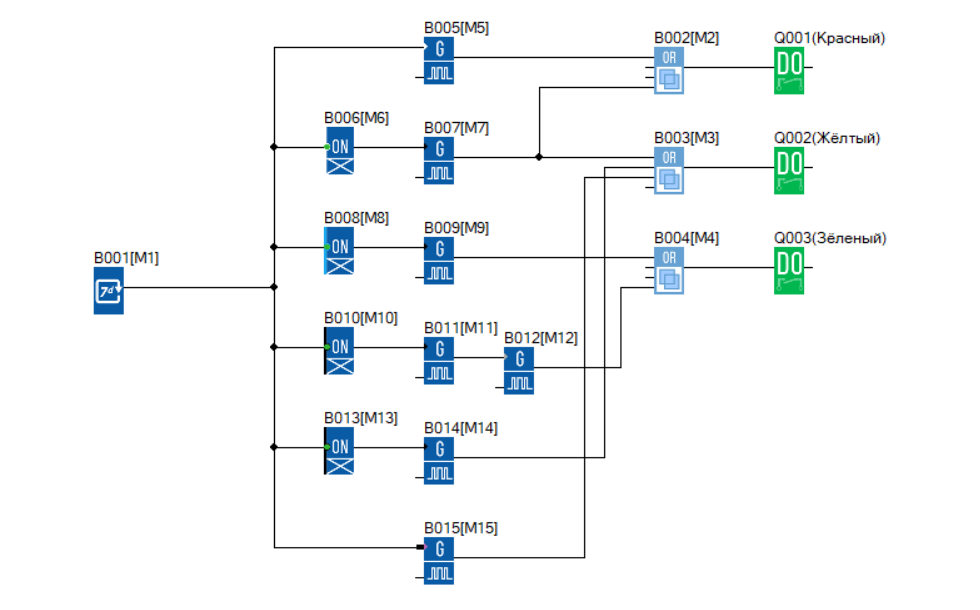 B005[M5]
G
B002[M2]
OR
Q001(Красный)
DO
B006[M6]
ON
B007[M7]
G
B003[M3]
OR
Q002(Жёлтый)
DO
B008[M8]
ON
B009[M9]
G
B004[M4]
OR
Q003(Зёленый)
DO
B001[M1]
7d
B010[M10]
ON
B011[M11]
G
B012[M12]
G
B013[M13]
ON
B014[M14]
G
B015[M15]
G